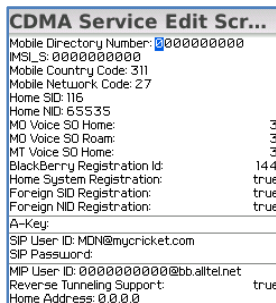 CDMA Service Edit Scr...
Mobile Directory Number: 0000000000
IMSI_S: 0000000000
Mobile Country Code: 311
Mobile Network Code: 27
Home SID: 116
Home NID: 65535
MO Voice SO Home: 3
MO Voice SO Roam: 3
MT Voice SO Home: 3
BlackBerry Registration Id: 144
Home System Registration: true
Foreign SID Registration: true
Foreign NID Registration: true
A-Key:
SIP User ID: MDN@mycricket.com
SIP Password:
MIP User ID: 0000000000@bb.alltel.net
Reverse Tunneling Support: true
Home Address: 0.0.0.0